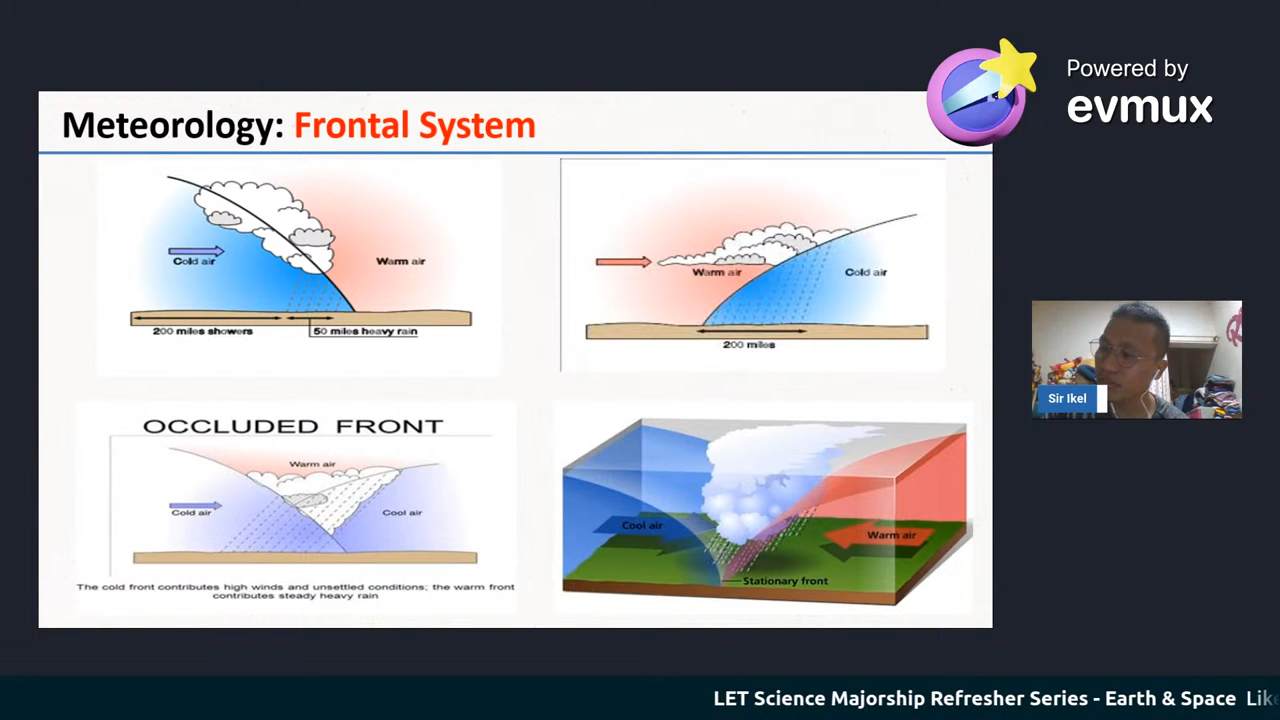 Powered by
evmux
Meteorology: Frontal System
Cold air
Warm air
200 miles showers
50 miles heavy rain
Warm air
Cold air
200 miles
OCCLUDED FRONT
Warm air
Cold air
Cool air
The cold front contributes high winds and unsettled conditions; the warm front
contributes steady heavy rain
Cool air
Warm air
Stationary front
Sir Ikel
LET Science Majorship Refresher Series - Earth & Space Lik